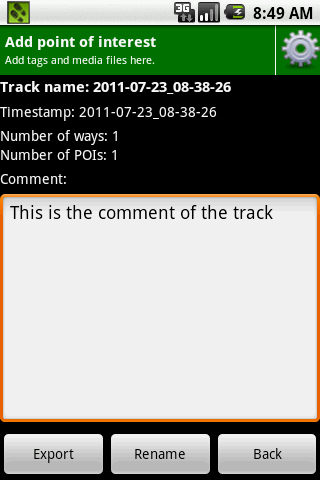 3G 8:49 AM
Add point of interest
Add tags and media files here.
Track name: 2011-07-23_08-38-26
Timestamp: 2011-07-23_08-38-26
Number of ways: 1
Number of POIs: 1
Comment:
This is the comment of the track
Export Rename Back